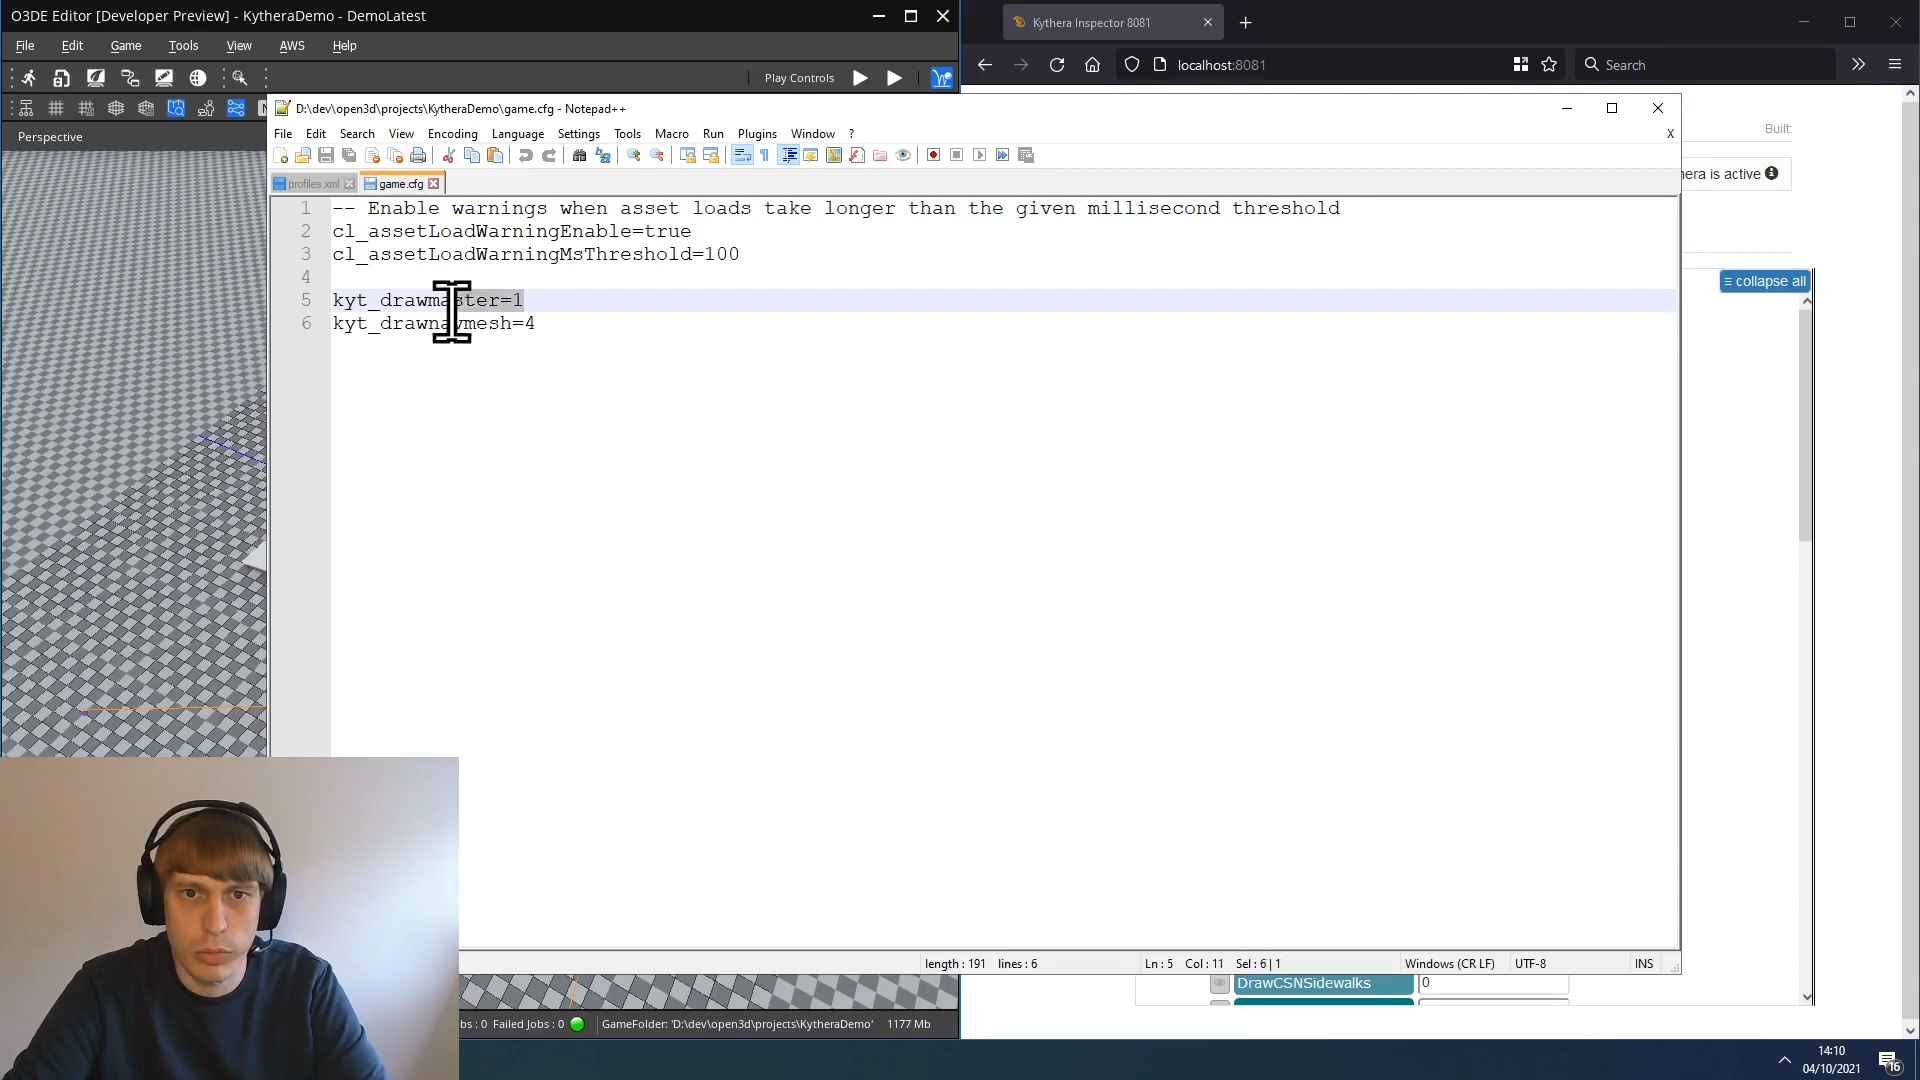 O3DE Editor [Developer Preview] - KytheraDemo - DemoLatest
File Edit Game Tools View AWS Help
Play Controls
Perspective
Kythera Inspector 8081
localhost:8081
Search
Built:
hera is active
collapse all
D:\dev\open3d\projects\KytheraDemo\game.cfg - Notepad++
File Edit Search View Encoding Language Settings Tools Macro Run Plugins Window ? X
profiles.xml game.cfg
1 -- Enable warnings when asset loads take longer than the given millisecond threshold
2 cl_assetLoadWarningEnable=true
3 cl_assetLoadWarningMsThreshold=100
4
5 kyt_drawmaster=1
6 kyt_drawnavmesh=4
length : 191 lines : 6 Ln : 5 Col : 11 Sel : 6 | 1 Windows (CR LF) UTF-8 INS
DrawCSNSidewalks 0
bs : 0 Failed Jobs : 0 GameFolder: 'D:\dev\open3d\projects\KytheraDemo' 1177 Mb
14:10
04/10/2021
16